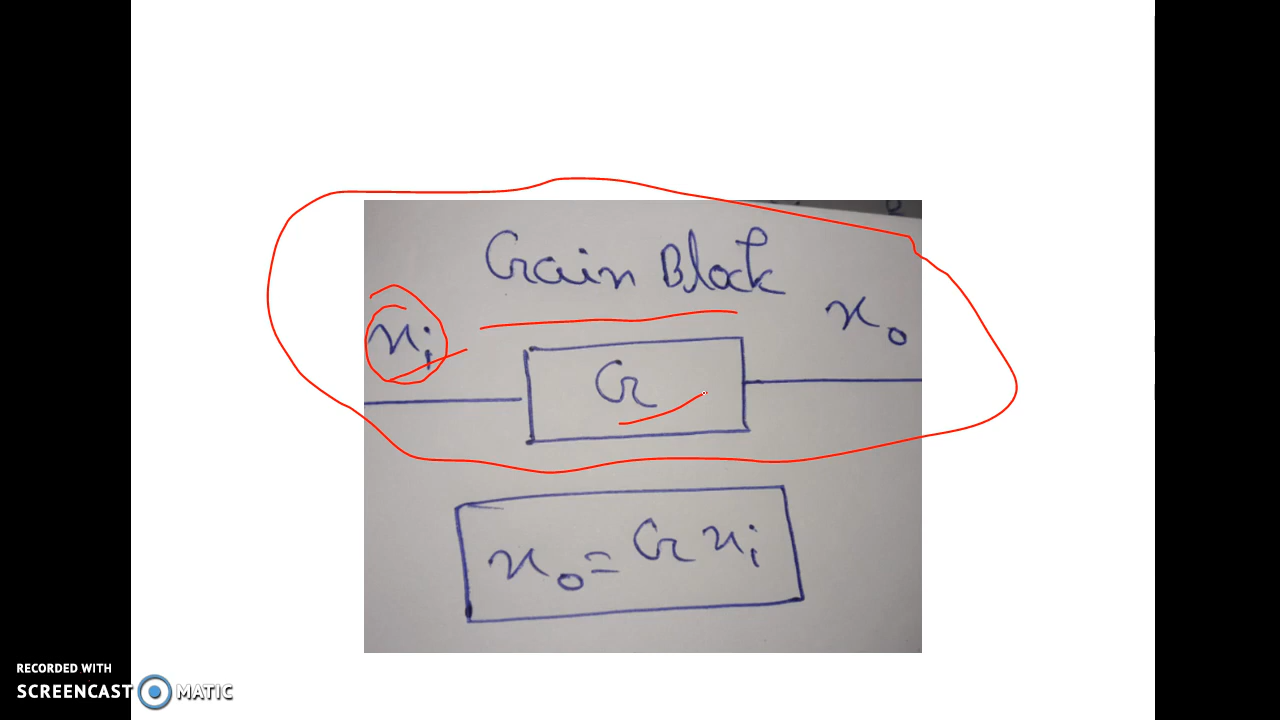 Gain Block
xi
xo
G
xo = G xi
RECORDED WITH
SCREENCAST MATIC